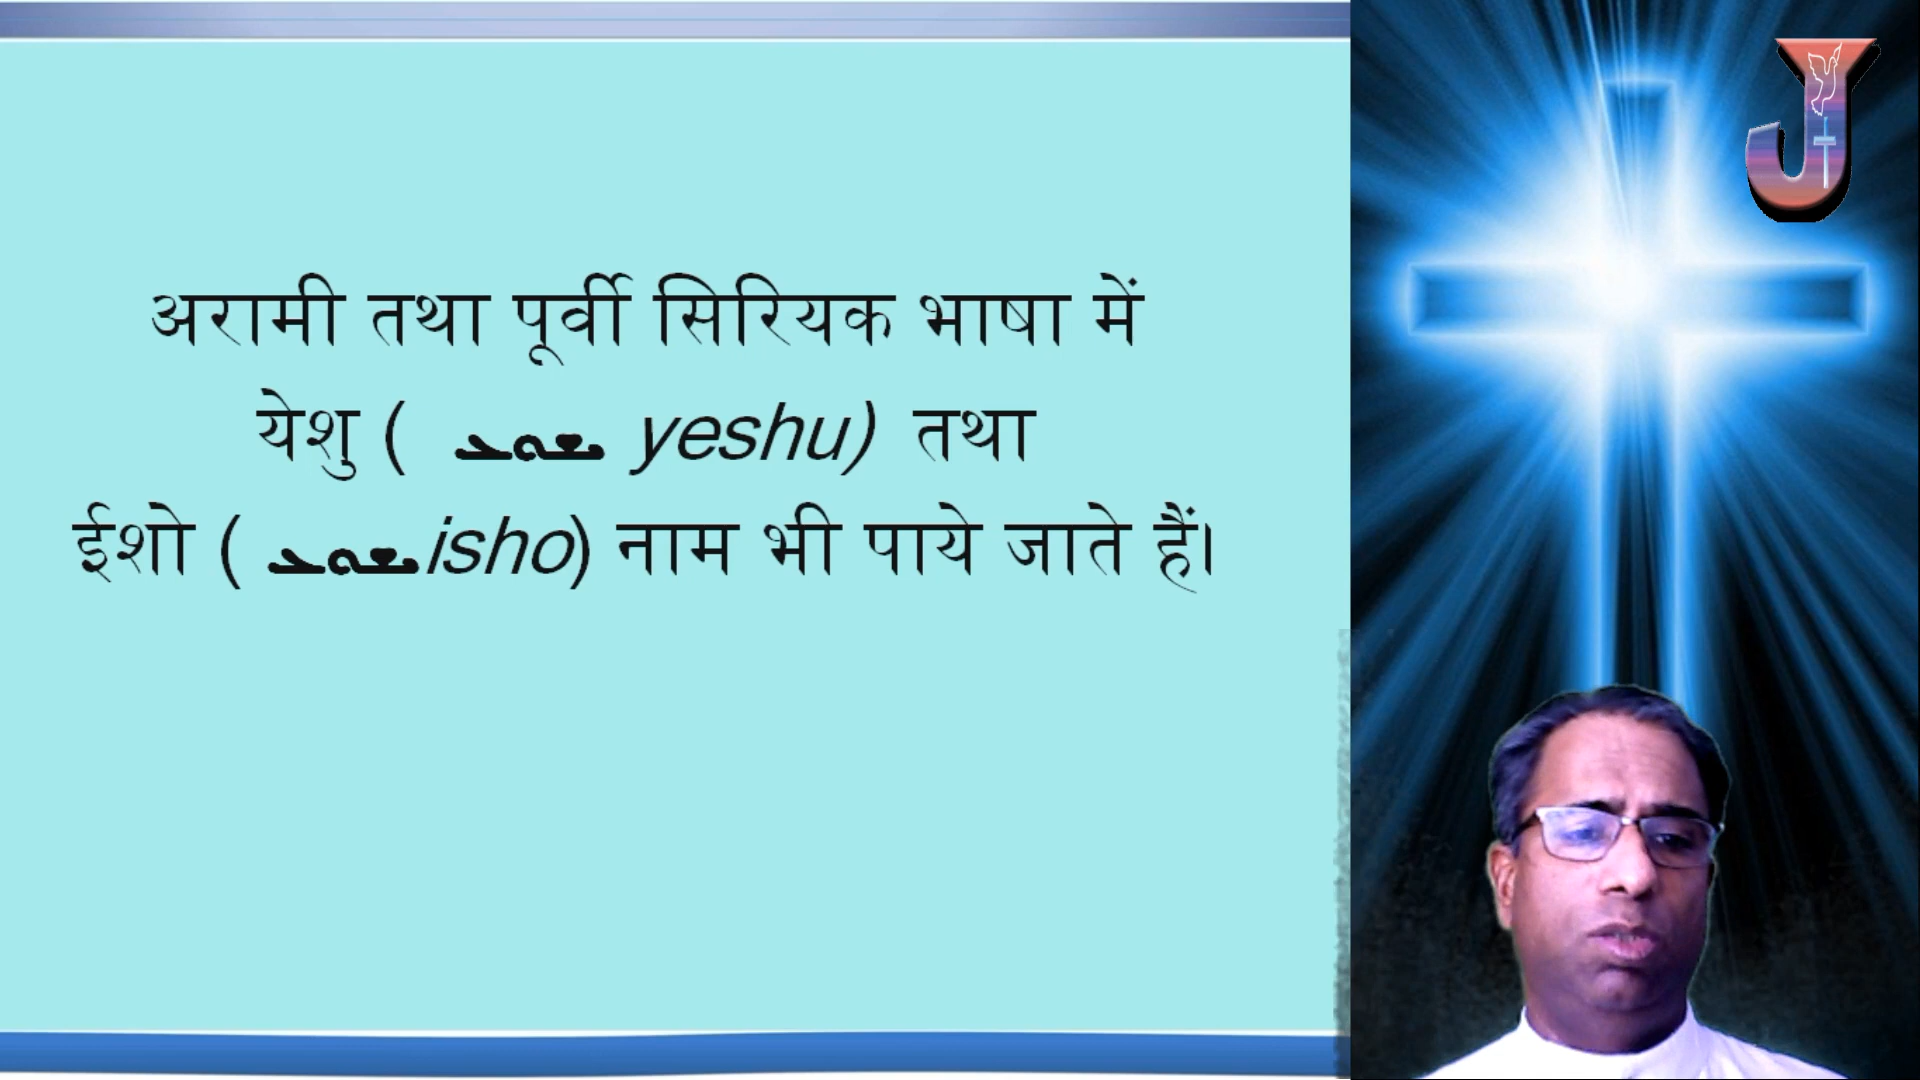 अरामी तथा पूर्वी सिरियक भाषा में
येशु ( ܝܫܘܥ yeshu) तथा
ईशो ( ܝܫܘܥ isho) नाम भी पाये जाते हैं।
J